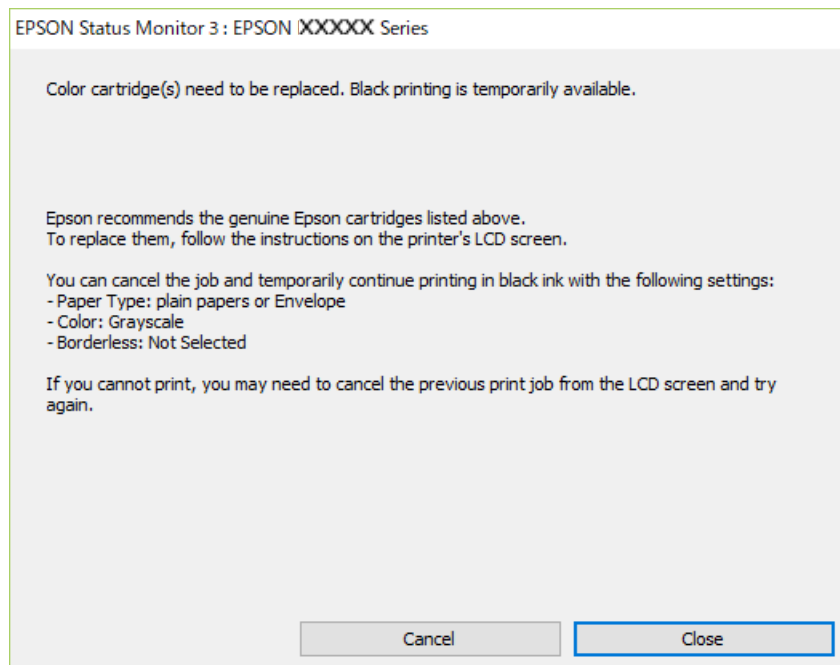 EPSON Status Monitor 3 : EPSON XXXXX Series
Color cartridge(s) need to be replaced. Black printing is temporarily available.
Epson recommends the genuine Epson cartridges listed above.
To replace them, follow the instructions on the printer's LCD screen.
You can cancel the job and temporarily continue printing in black ink with the following settings:
- Paper Type: plain papers or Envelope
- Color: Grayscale
- Borderless: Not Selected
If you cannot print, you may need to cancel the previous print job from the LCD screen and try
again.
Cancel
Close